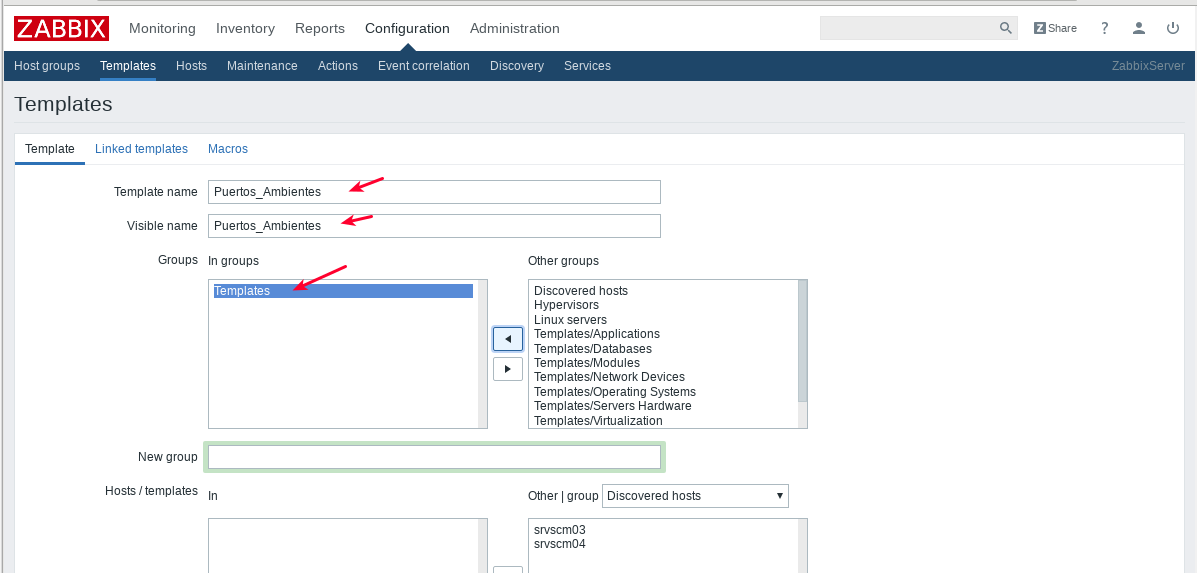 ZABBIX Monitoring Inventory Reports Configuration Administration Z Share ?
Host groups Templates Hosts Maintenance Actions Event correlation Discovery Services ZabbixServer
Templates
Template Linked templates Macros
Template name Puertos_Ambientes
Visible name Puertos_Ambientes
Groups In groups Other groups
Templates
Discovered hosts
Hypervisors
Linux servers
Templates/Applications
Templates/Databases
Templates/Modules
Templates/Network Devices
Templates/Operating Systems
Templates/Servers Hardware
Templates/Virtualization
New group
Hosts / templates In Other | group Discovered hosts
srvscm03
srvscm04